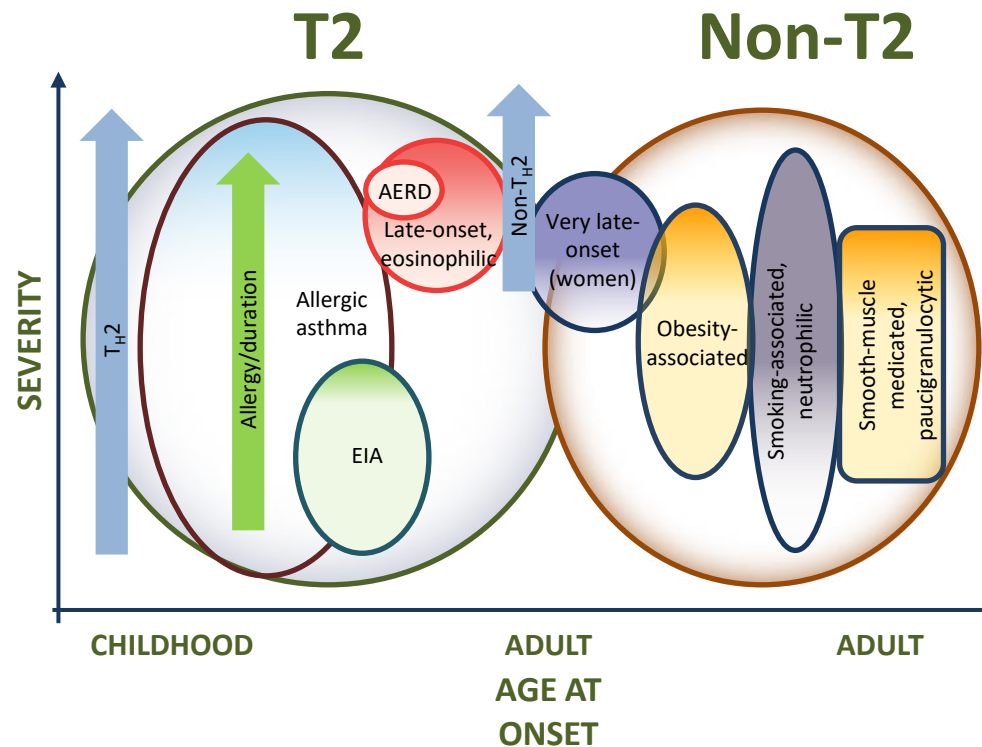 T2
Non-T2
SEVERITY
TH2
Allergy/duration
Allergic
asthma
EIA
AERD
Late-onset,
eosinophilic
Non-TH2
Very late-
onset
(women)
Obesity-
associated
Smoking-associated,
neutrophilic
Smooth-muscle
medicated,
paucigranulocytic
CHILDHOOD
ADULT
ADULT
AGE AT
ONSET